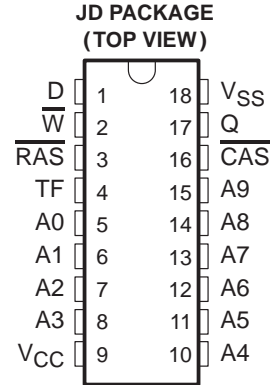 JD PACKAGE
(TOP VIEW)
D 1 18 VSS
W 2 17 Q
RAS 3 16 CAS
TF 4 15 A9
A0 5 14 A8
A1 6 13 A7
A2 7 12 A6
A3 8 11 A5
VCC 9 10 A4